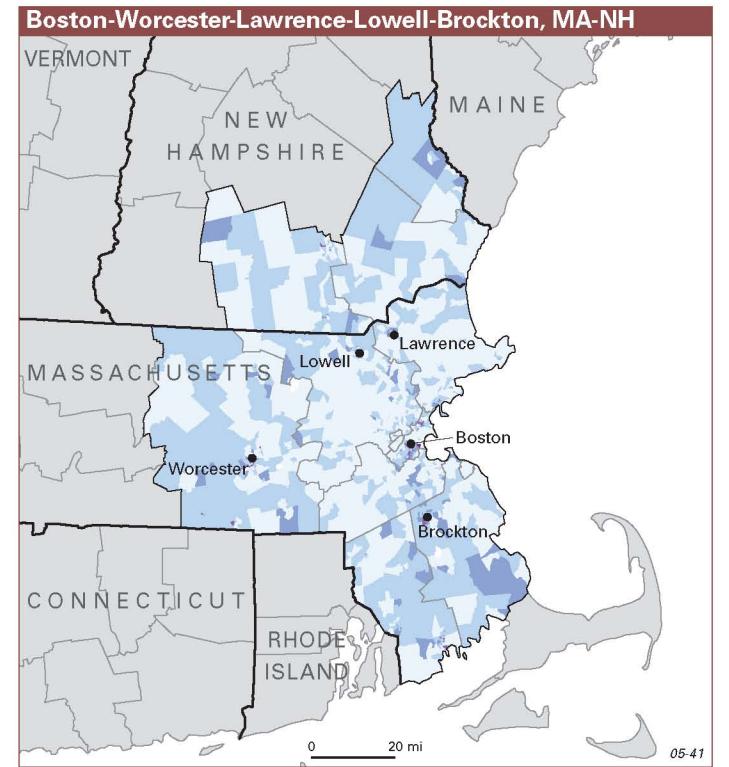 Boston-Worcester-Lawrence-Lowell-Brockton, MA-NH
VERMONT
MAINE
NEW
HAMPSHIRE
Lawrence
Lowell
MASSACHUSETTS
Boston
Worcester
Brockton
CONNECTICUT
RHODE
ISLAND
0 20 mi
05-41